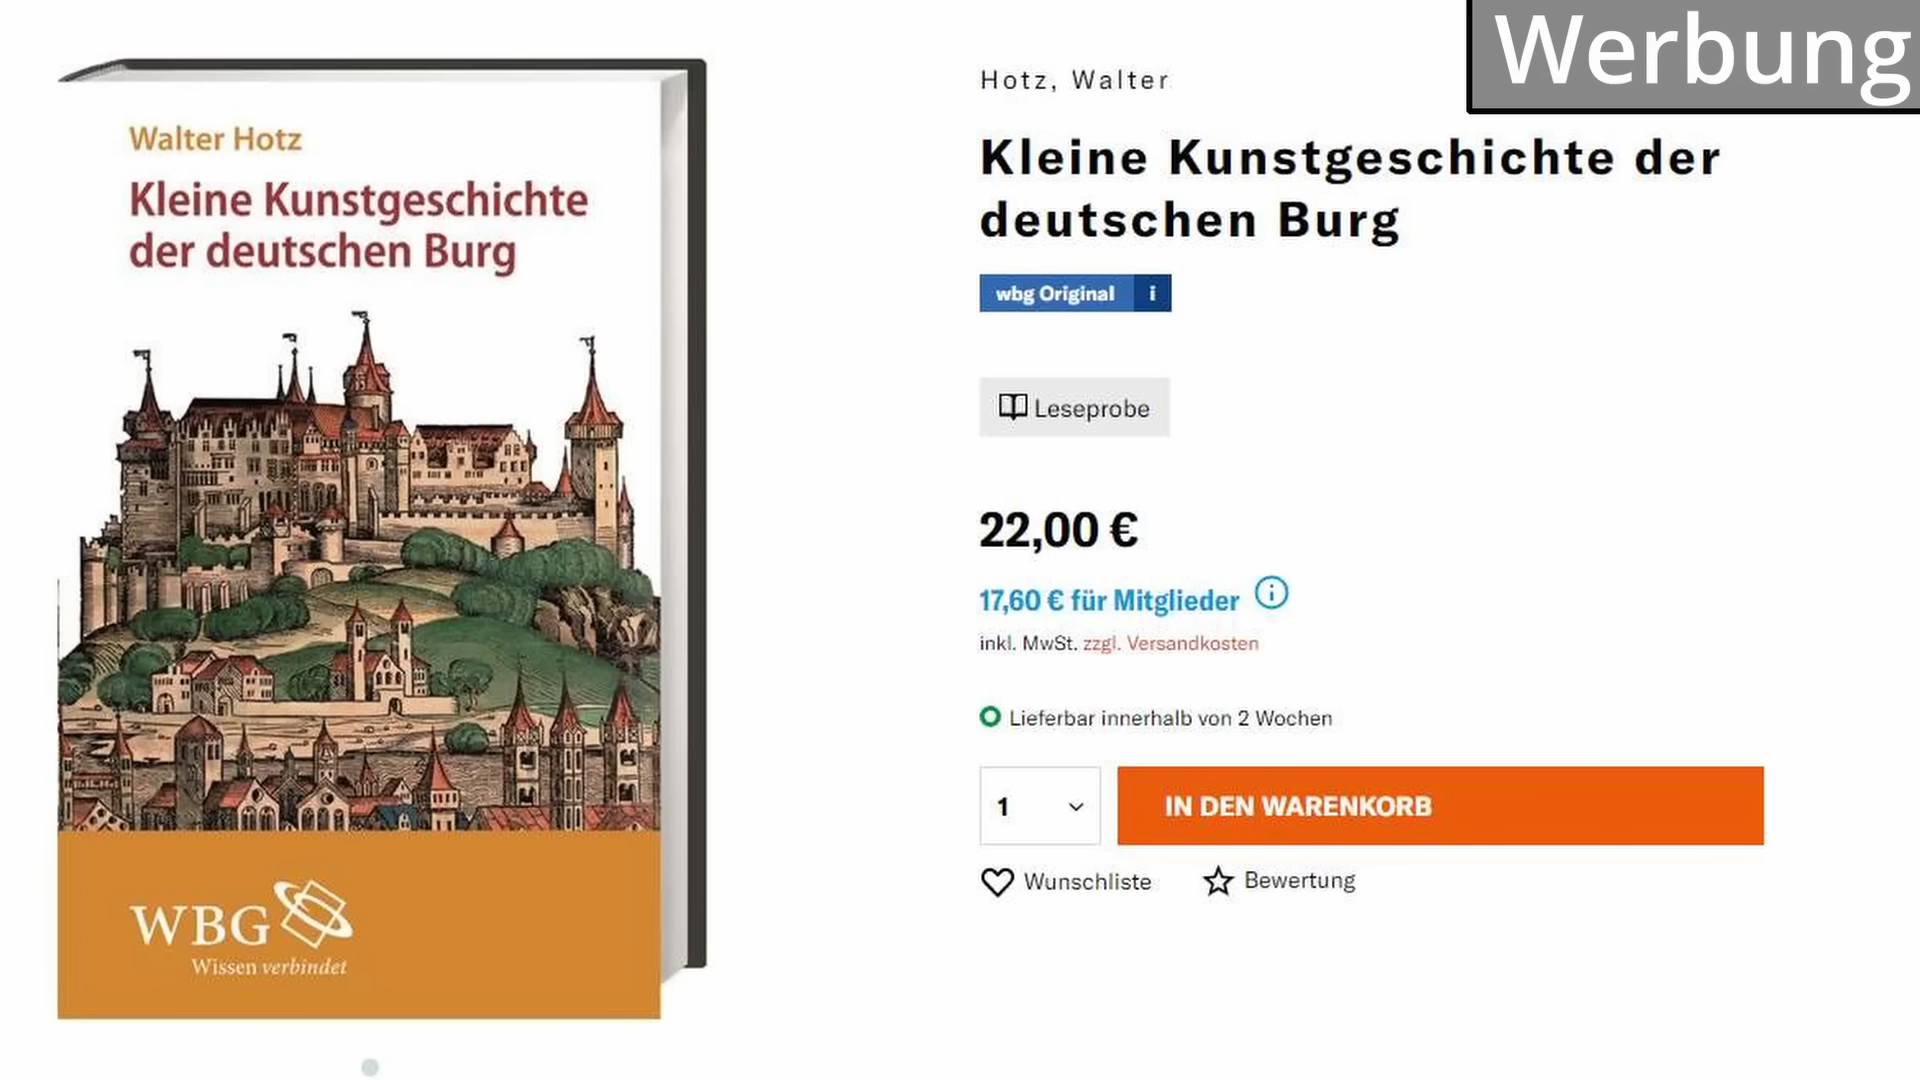 Werbung
Walter Hotz
Kleine Kunstgeschichte
der deutschen Burg
WBG
Wissen verbindet
Hotz, Walter
Kleine Kunstgeschichte der
deutschen Burg
wbg Original i
Leseprobe
22,00 €
17,60 € für Mitglieder i
inkl. MwSt. zzgl. Versandkosten
Lieferbar innerhalb von 2 Wochen
1
IN DEN WARENKORB
Wunschliste
Bewertung